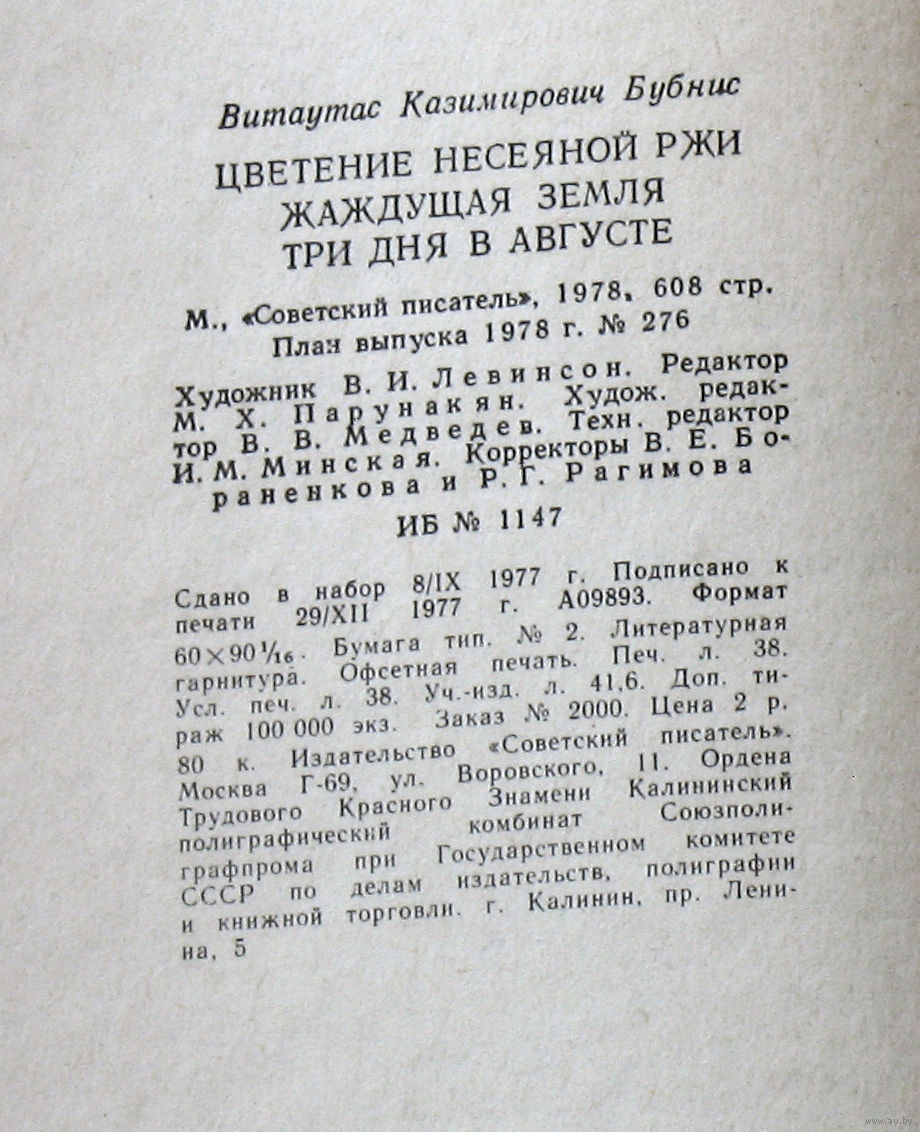 Витаутас Казимирович Бубнис
ЦВЕТЕНИЕ НЕСЕЯНОЙ РЖИ
ЖАЖДУЩАЯ ЗЕМЛЯ
ТРИ ДНЯ В АВГУСТЕ
М., «Советский писатель», 1978, 608 стр.
План выпуска 1978 г. № 276
Художник В. И. Левинсон. Редактор
М. Х. Парунакян. Худож. редак-
тор В. В. Медведев. Техн. редактор
И. М. Минская. Корректоры В. Е. Бо-
раненкова и Р. Г. Рагимова
ИБ № 1147
Сдано в набор 8/IX 1977 г. Подписано к
печати 29/XII 1977 г. А09893. Формат
60×90 1/16. Бумага тип. № 2. Литературная
гарнитура. Офсетная печать. Печ. л. 38.
Усл. печ. л. 38. Уч.-изд. л. 41,6. Доп. ти-
раж 100 000 экз. Заказ № 2000. Цена 2 р.
80 к. Издательство «Советский писатель».
Москва Г-69, ул. Воровского, 11. Ордена
Трудового Красного Знамени Калининский
полиграфический комбинат Союзполи-
графпрома при Государственном комитете
СССР по делам издательств, полиграфии
и книжной торговли. г. Калинин, пр. Лени-
на, 5
www.ay.by